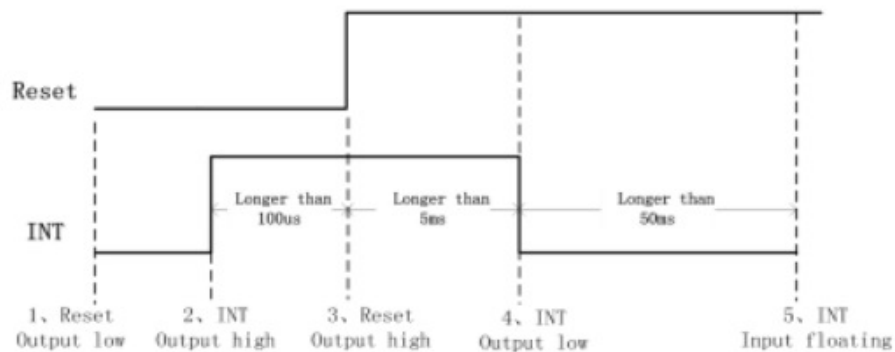 Reset
INT
Longer than
100us
Longer than
5ms
Longer than
50ms
1、Reset
Output low
2、INT
Output high
3、Reset
Output high
4、INT
Output low
5、INT
Input floating